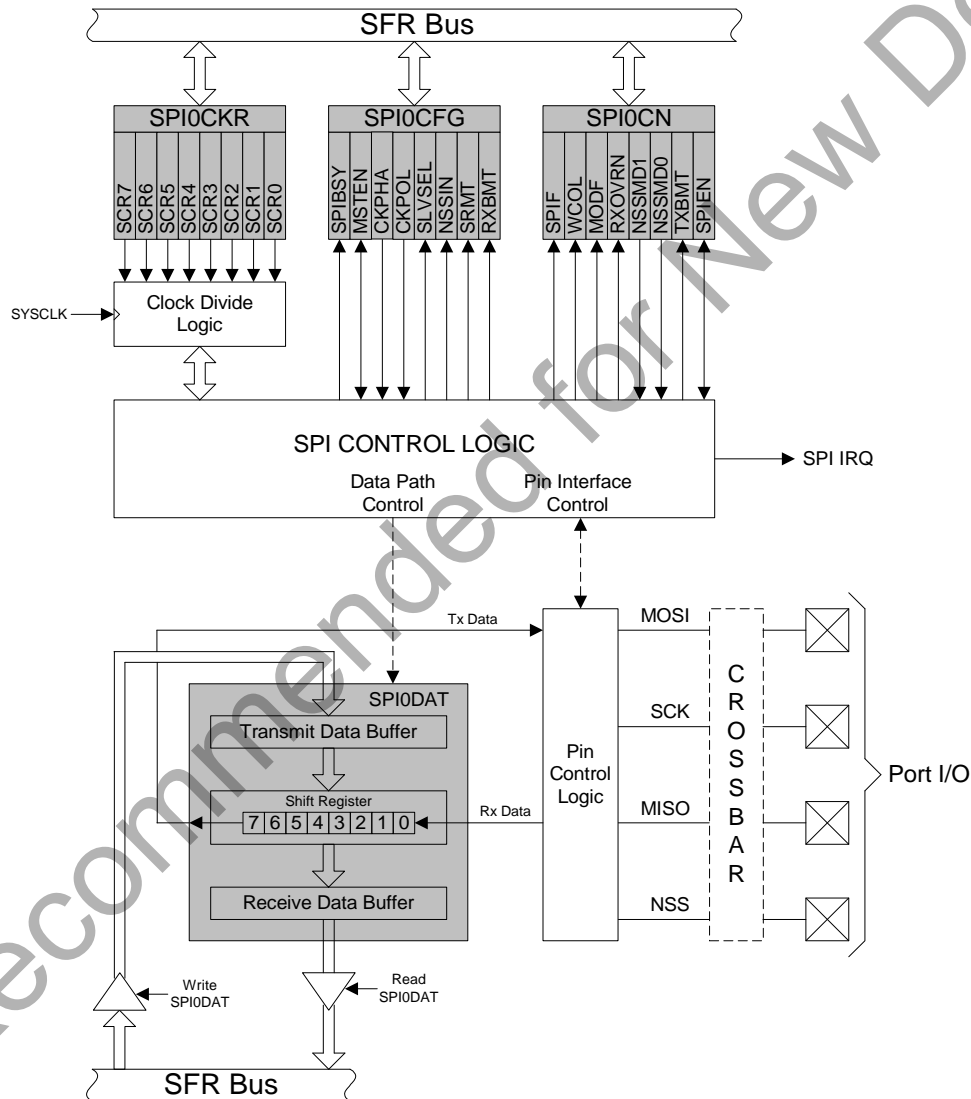 SFR Bus
SPI0CKR
SCR7
SCR6
SCR5
SCR4
SCR3
SCR2
SCR1
SCR0
SPI0CFG
SPIBSY
MSTEN
CKPHA
CKPOL
SLVSEL
NSSIN
SRMT
RXBMT
SPI0CN
SPIF
WCOL
MODF
RXOVRN
NSSMD1
NSSMD0
TXBMT
SPIEN
SYSCLK
Clock Divide
Logic
SPI CONTROL LOGIC
Data Path
Control
Pin Interface
Control
SPI IRQ
Tx Data
SPI0DAT
Transmit Data Buffer
Shift Register
7 6 5 4 3 2 1 0
Rx Data
Receive Data Buffer
Pin
Control
Logic
MOSI
SCK
MISO
NSS
CROSSBAR
Port I/O
Write
SPI0DAT
Read
SPI0DAT
SFR Bus
Recommended for New De